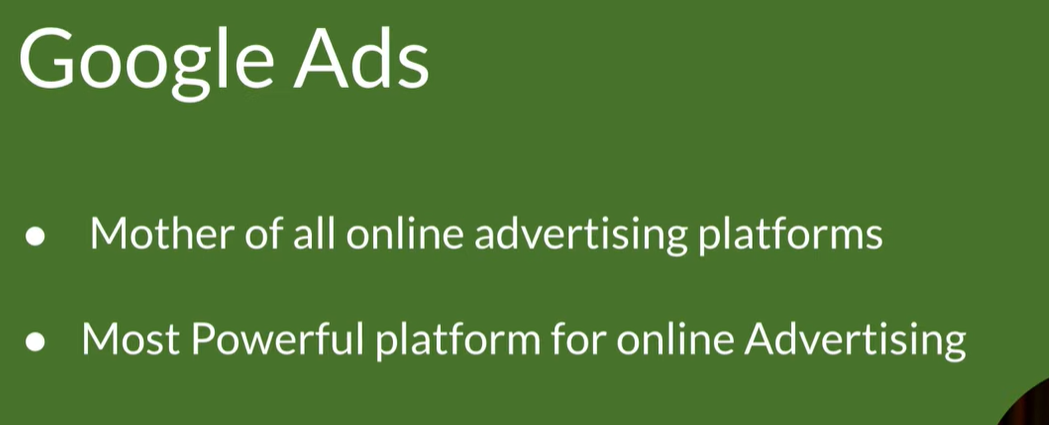 Google Ads
● Mother of all online advertising platforms
● Most Powerful platform for online Advertising